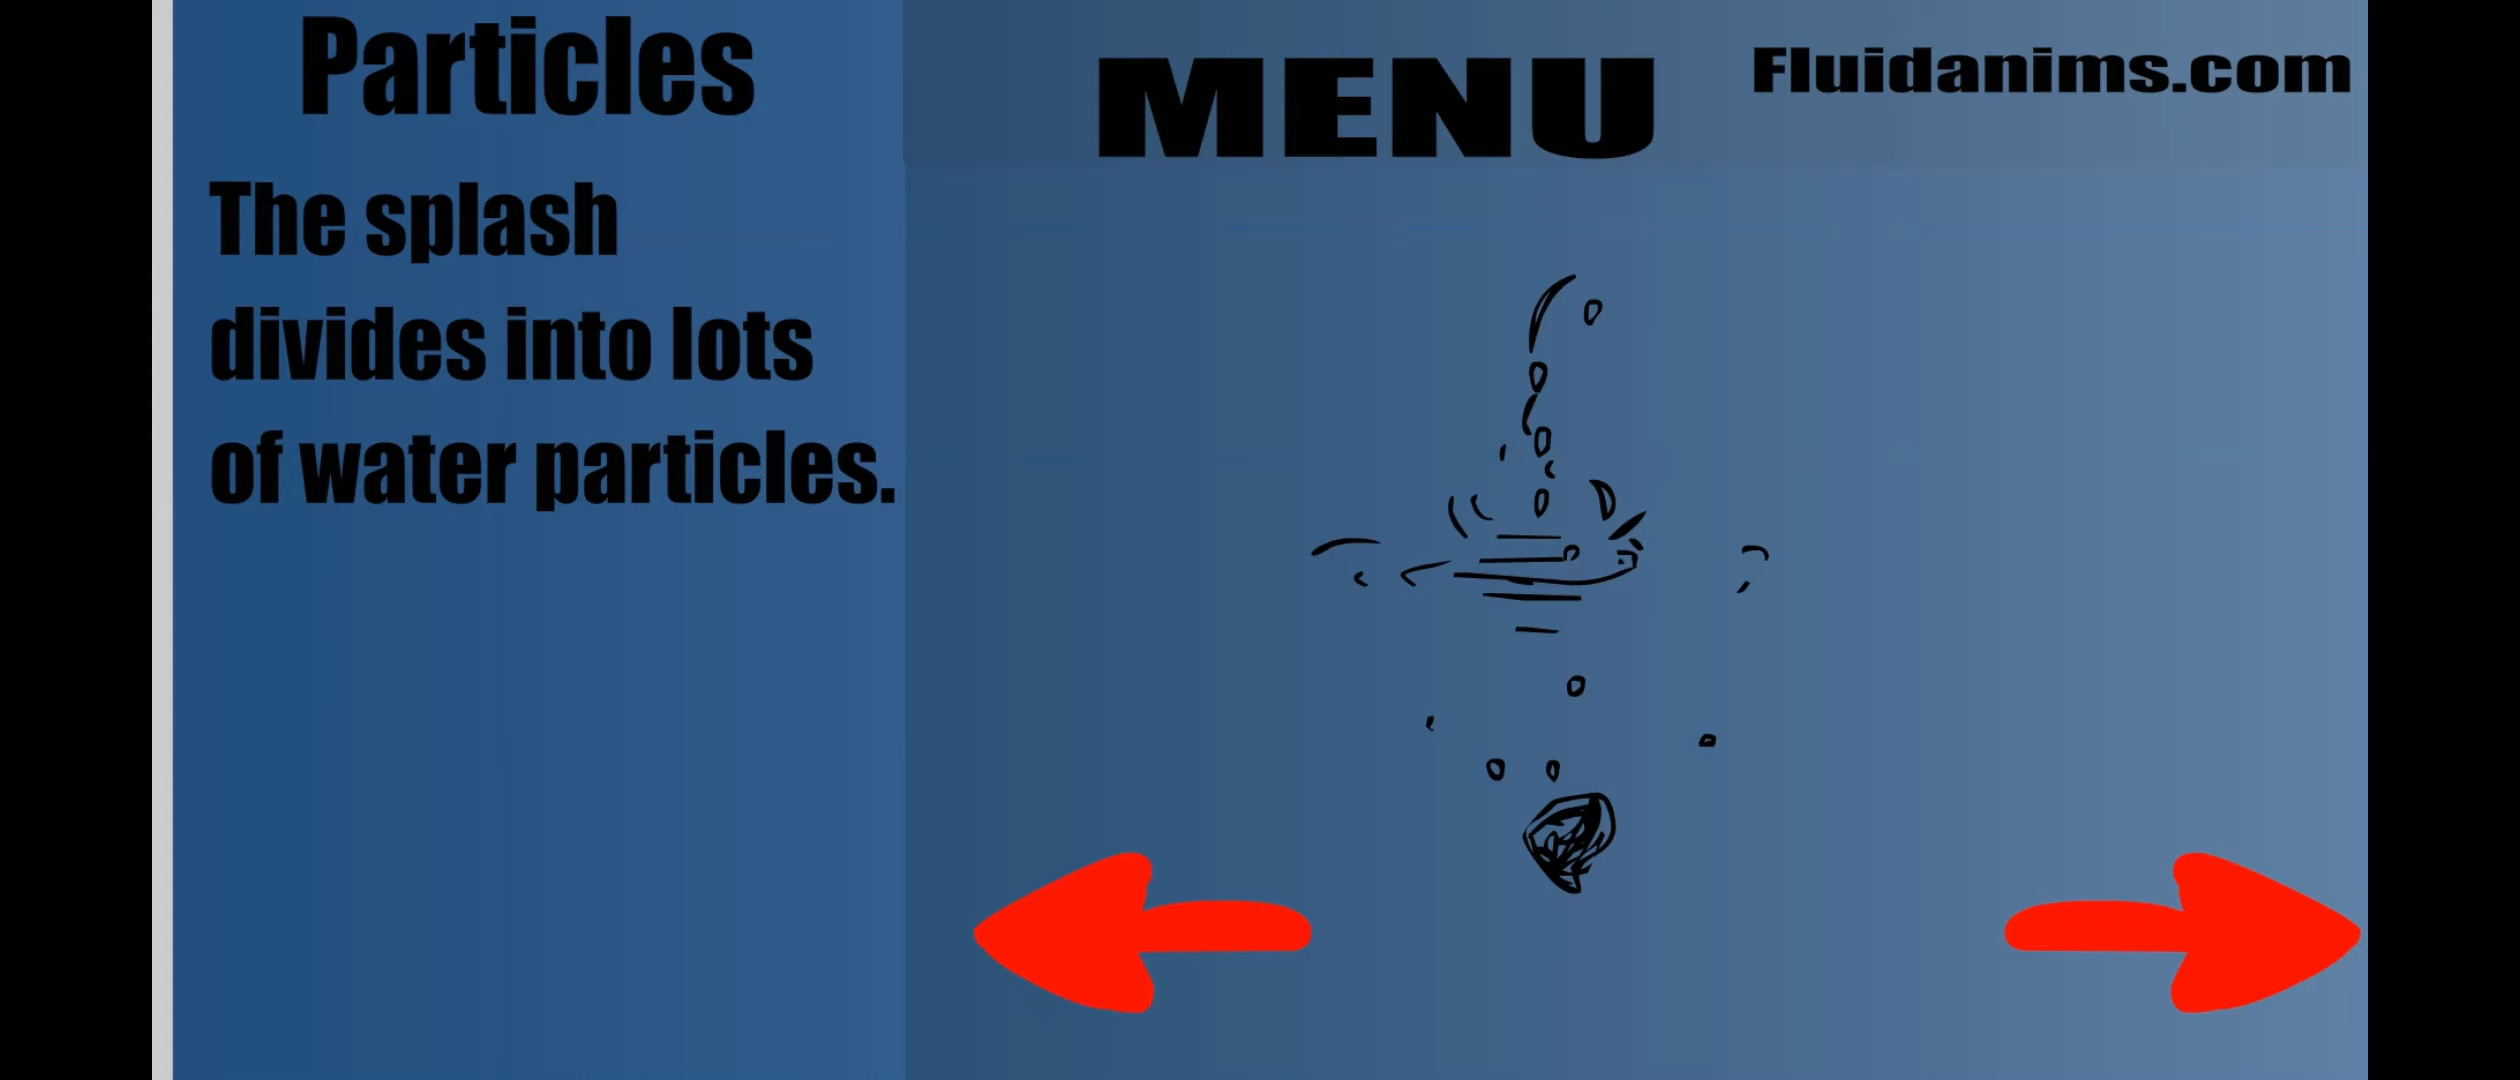 Particles
The splash
divides into lots
of water particles.
MENU
Fluidanims.com